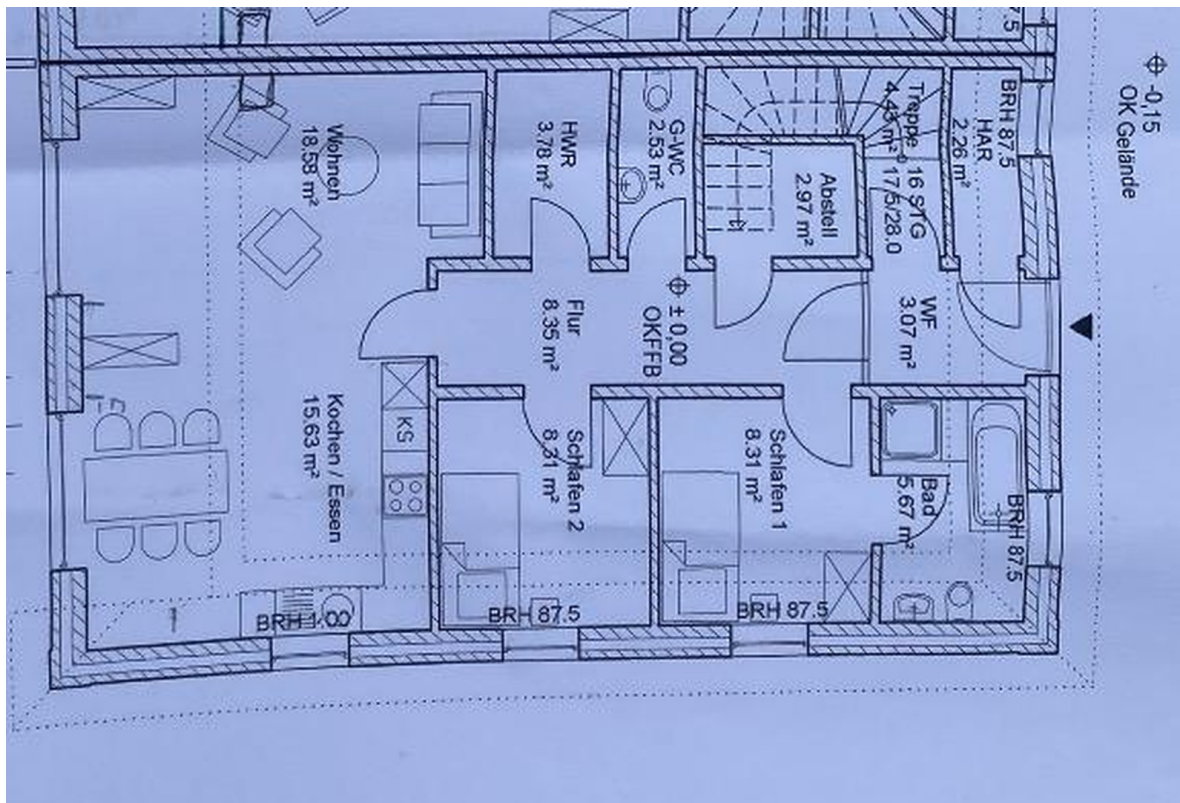 -0,15
OK Gelände
BRH 87.5
HAR
2.26 m²
Treppe
4.43 m²
16 STG
17,5/28.0
Abstell
2.97 m²
G-WC
2.53 m²
HWR
3.78 m²
Wohnen
18.58 m²
WF
3.07 m²
± 0,00
OKFFB
Flur
8.35 m²
Kochen / Essen
15.63 m²
KS
Schlafen 2
8.31 m²
Schlafen 1
8.31 m²
Bad
5.67 m²
BRH 87.5
BRH 1.00
BRH 87.5
BRH 87.5